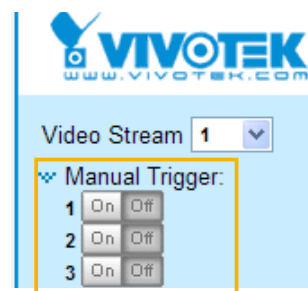 VIVOTEK
www.vivotek.com
Video Stream 1
Manual Trigger:
1 On Off
2 On Off
3 On Off